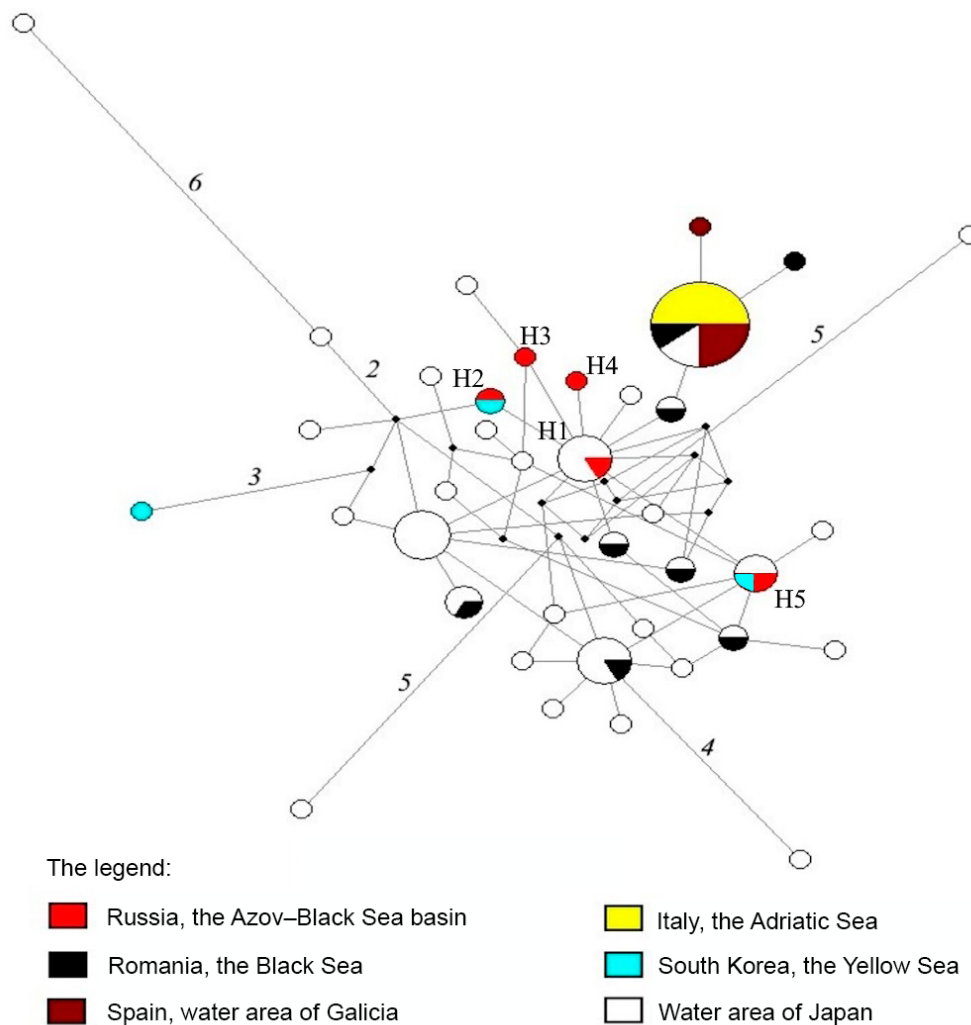 6
5
H3
2
H4
H2
H1
3
H5
5
4
The legend:
Russia, the Azov–Black Sea basin
Italy, the Adriatic Sea
Romania, the Black Sea
South Korea, the Yellow Sea
Spain, water area of Galicia
Water area of Japan